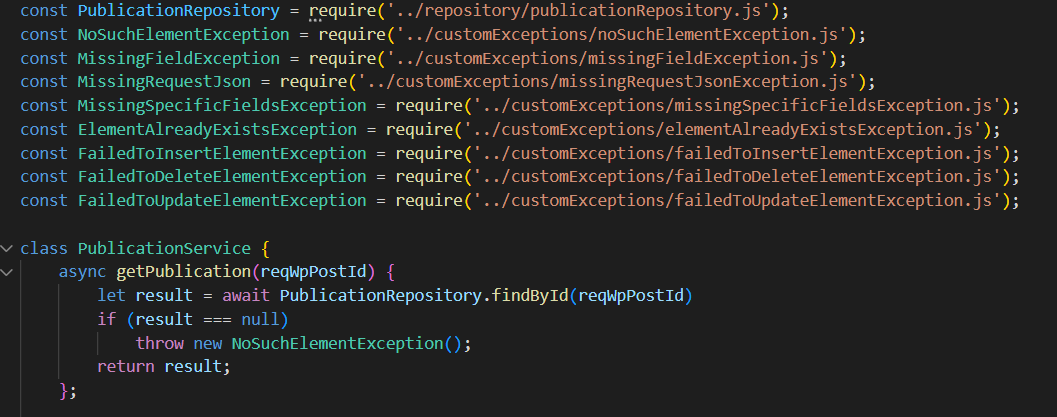 const PublicationRepository = require('../repository/publicationRepository.js');
const NoSuchElementException = require('../customExceptions/noSuchElementException.js');
const MissingFieldException = require('../customExceptions/missingFieldException.js');
const MissingRequestJson = require('../customExceptions/missingRequestJsonException.js');
const MissingSpecificFieldsException = require('../customExceptions/missingSpecificFieldsException.js');
const ElementAlreadyExistsException = require('../customExceptions/elementAlreadyExistsException.js');
const FailedToInsertElementException = require('../customExceptions/failedToInsertElementException.js');
const FailedToDeleteElementException = require('../customExceptions/failedToDeleteElementException.js');
const FailedToUpdateElementException = require('../customExceptions/failedToUpdateElementException.js');
class PublicationService {
    async getPublication(reqWpPostId) {
        let result = await PublicationRepository.findById(reqWpPostId)
        if (result === null)
            throw new NoSuchElementException();
        return result;
    };